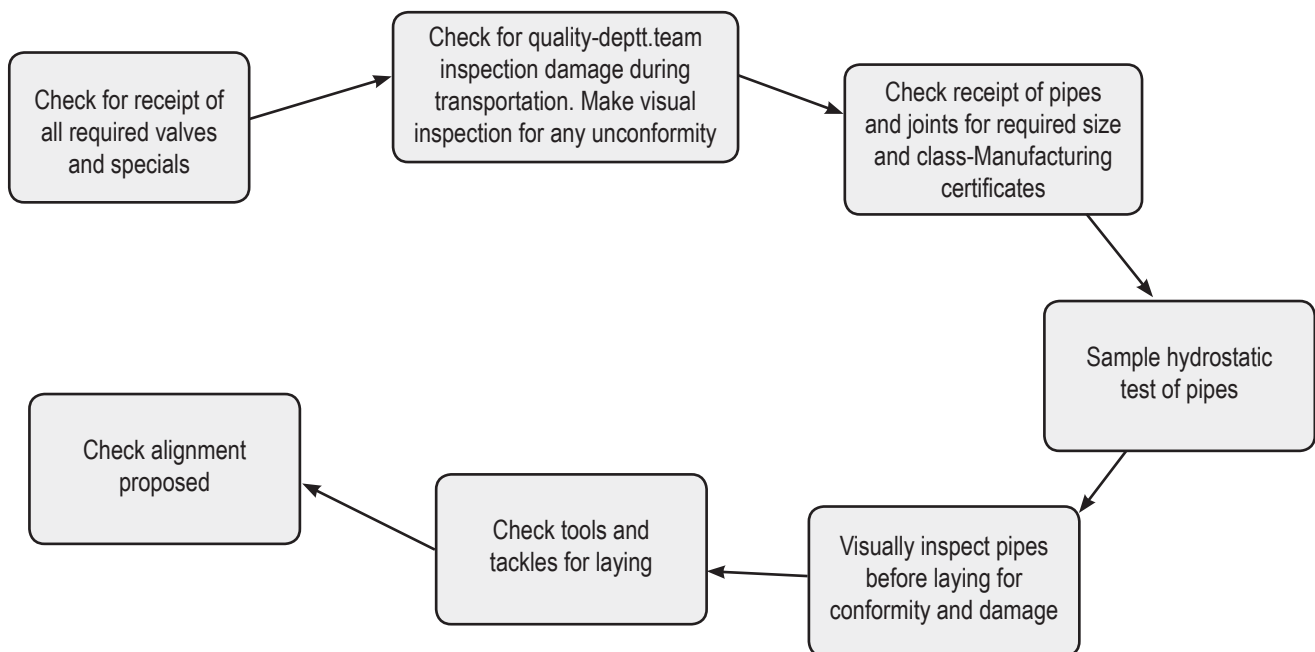 Check for receipt of
all required valves
and specials
Check for quality-deptt.team
inspection damage during
transportation. Make visual
inspection for any unconformity
Check receipt of pipes
and joints for required size
and class-Manufacturing
certificates
Sample hydrostatic
test of pipes
Visually inspect pipes
before laying for
conformity and damage
Check tools and
tackles for laying
Check alignment
proposed